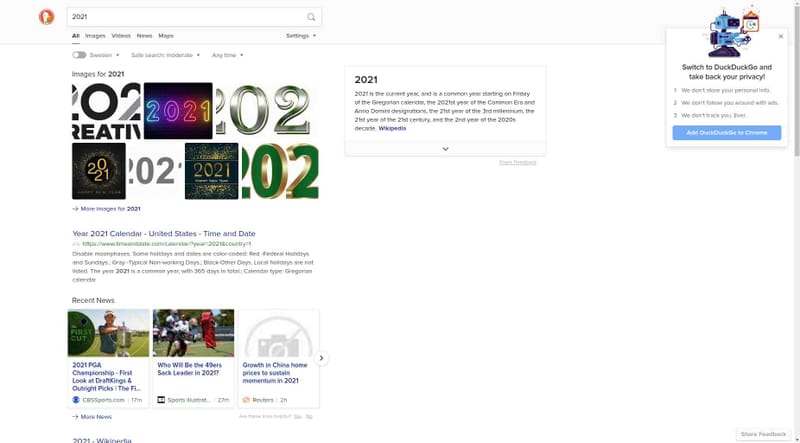 2021
All Images Videos News Maps
Settings
Sweden
Safe search: moderate
Any time
Images for 2021
202
CREATIV
2021
202
2021
HAPPY NEW YEAR
2021
2021
202
More Images for 2021
Year 2021 Calendar - United States - Time and Date
https://www.timeanddate.com/calendar/?year=2021&country=1
Disable moonphases. Some holidays and dates are color-coded: Red -Federal Holidays
and Sundays.; Gray -Typical Non-working Days.; Black-Other Days. Local holidays are not
listed. The year 2021 is a common year, with 365 days in total.; Calendar type: Gregorian
calendar
Recent News
FIRST
CUT
2021 PGA
Championship - First
Look at DraftKings &
Outright Picks | The Fi...
CBSSports.com | 17m
Who Will Be the 49ers
Sack Leader in 2021?
Sports Illustrat... | 27m
Growth in China home
prices to sustain
momentum in 2021
Reuters | 2h
More News
Are these links helpful? Yes No
2021 - Wikipedia
2021
2021 is the current year, and is a common year starting on Friday
of the Gregorian calendar, the 2021st year of the Common Era and
Anno Domini designations, the 21st year of the 3rd millennium, the
21st year of the 21st century, and the 2nd year of the 2020s
decade. Wikipedia
Share Feedback
Switch to DuckDuckGo and
take back your privacy!
1 We don't store your personal info.
2 We don't follow you around with ads.
3 We don't track you. Ever.
Add DuckDuckGo to Chrome
Share Feedback